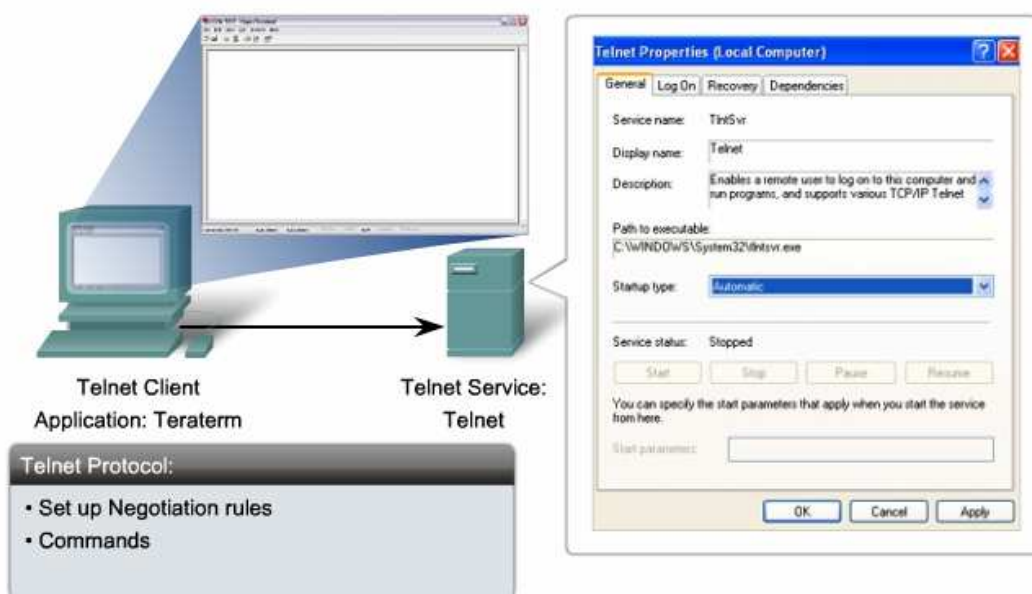 Telnet Properties (Local Computer)
General Log On Recovery Dependencies
Service name: TlntSvr
Display name: Telnet
Description: Enables a remote user to log on to this computer and
run programs, and supports various TCP/IP Telnet
Path to executable:
C:\WINDOWS\System32\tlntsvr.exe
Startup type: Automatic
Service status: Stopped
Start Stop Pause Resume
You can specify the start parameters that apply when you start the service
from here.
Start parameters:
OK Cancel Apply
Telnet Client
Application: Teraterm
Telnet Service:
Telnet
Telnet Protocol:
• Set up Negotiation rules
• Commands